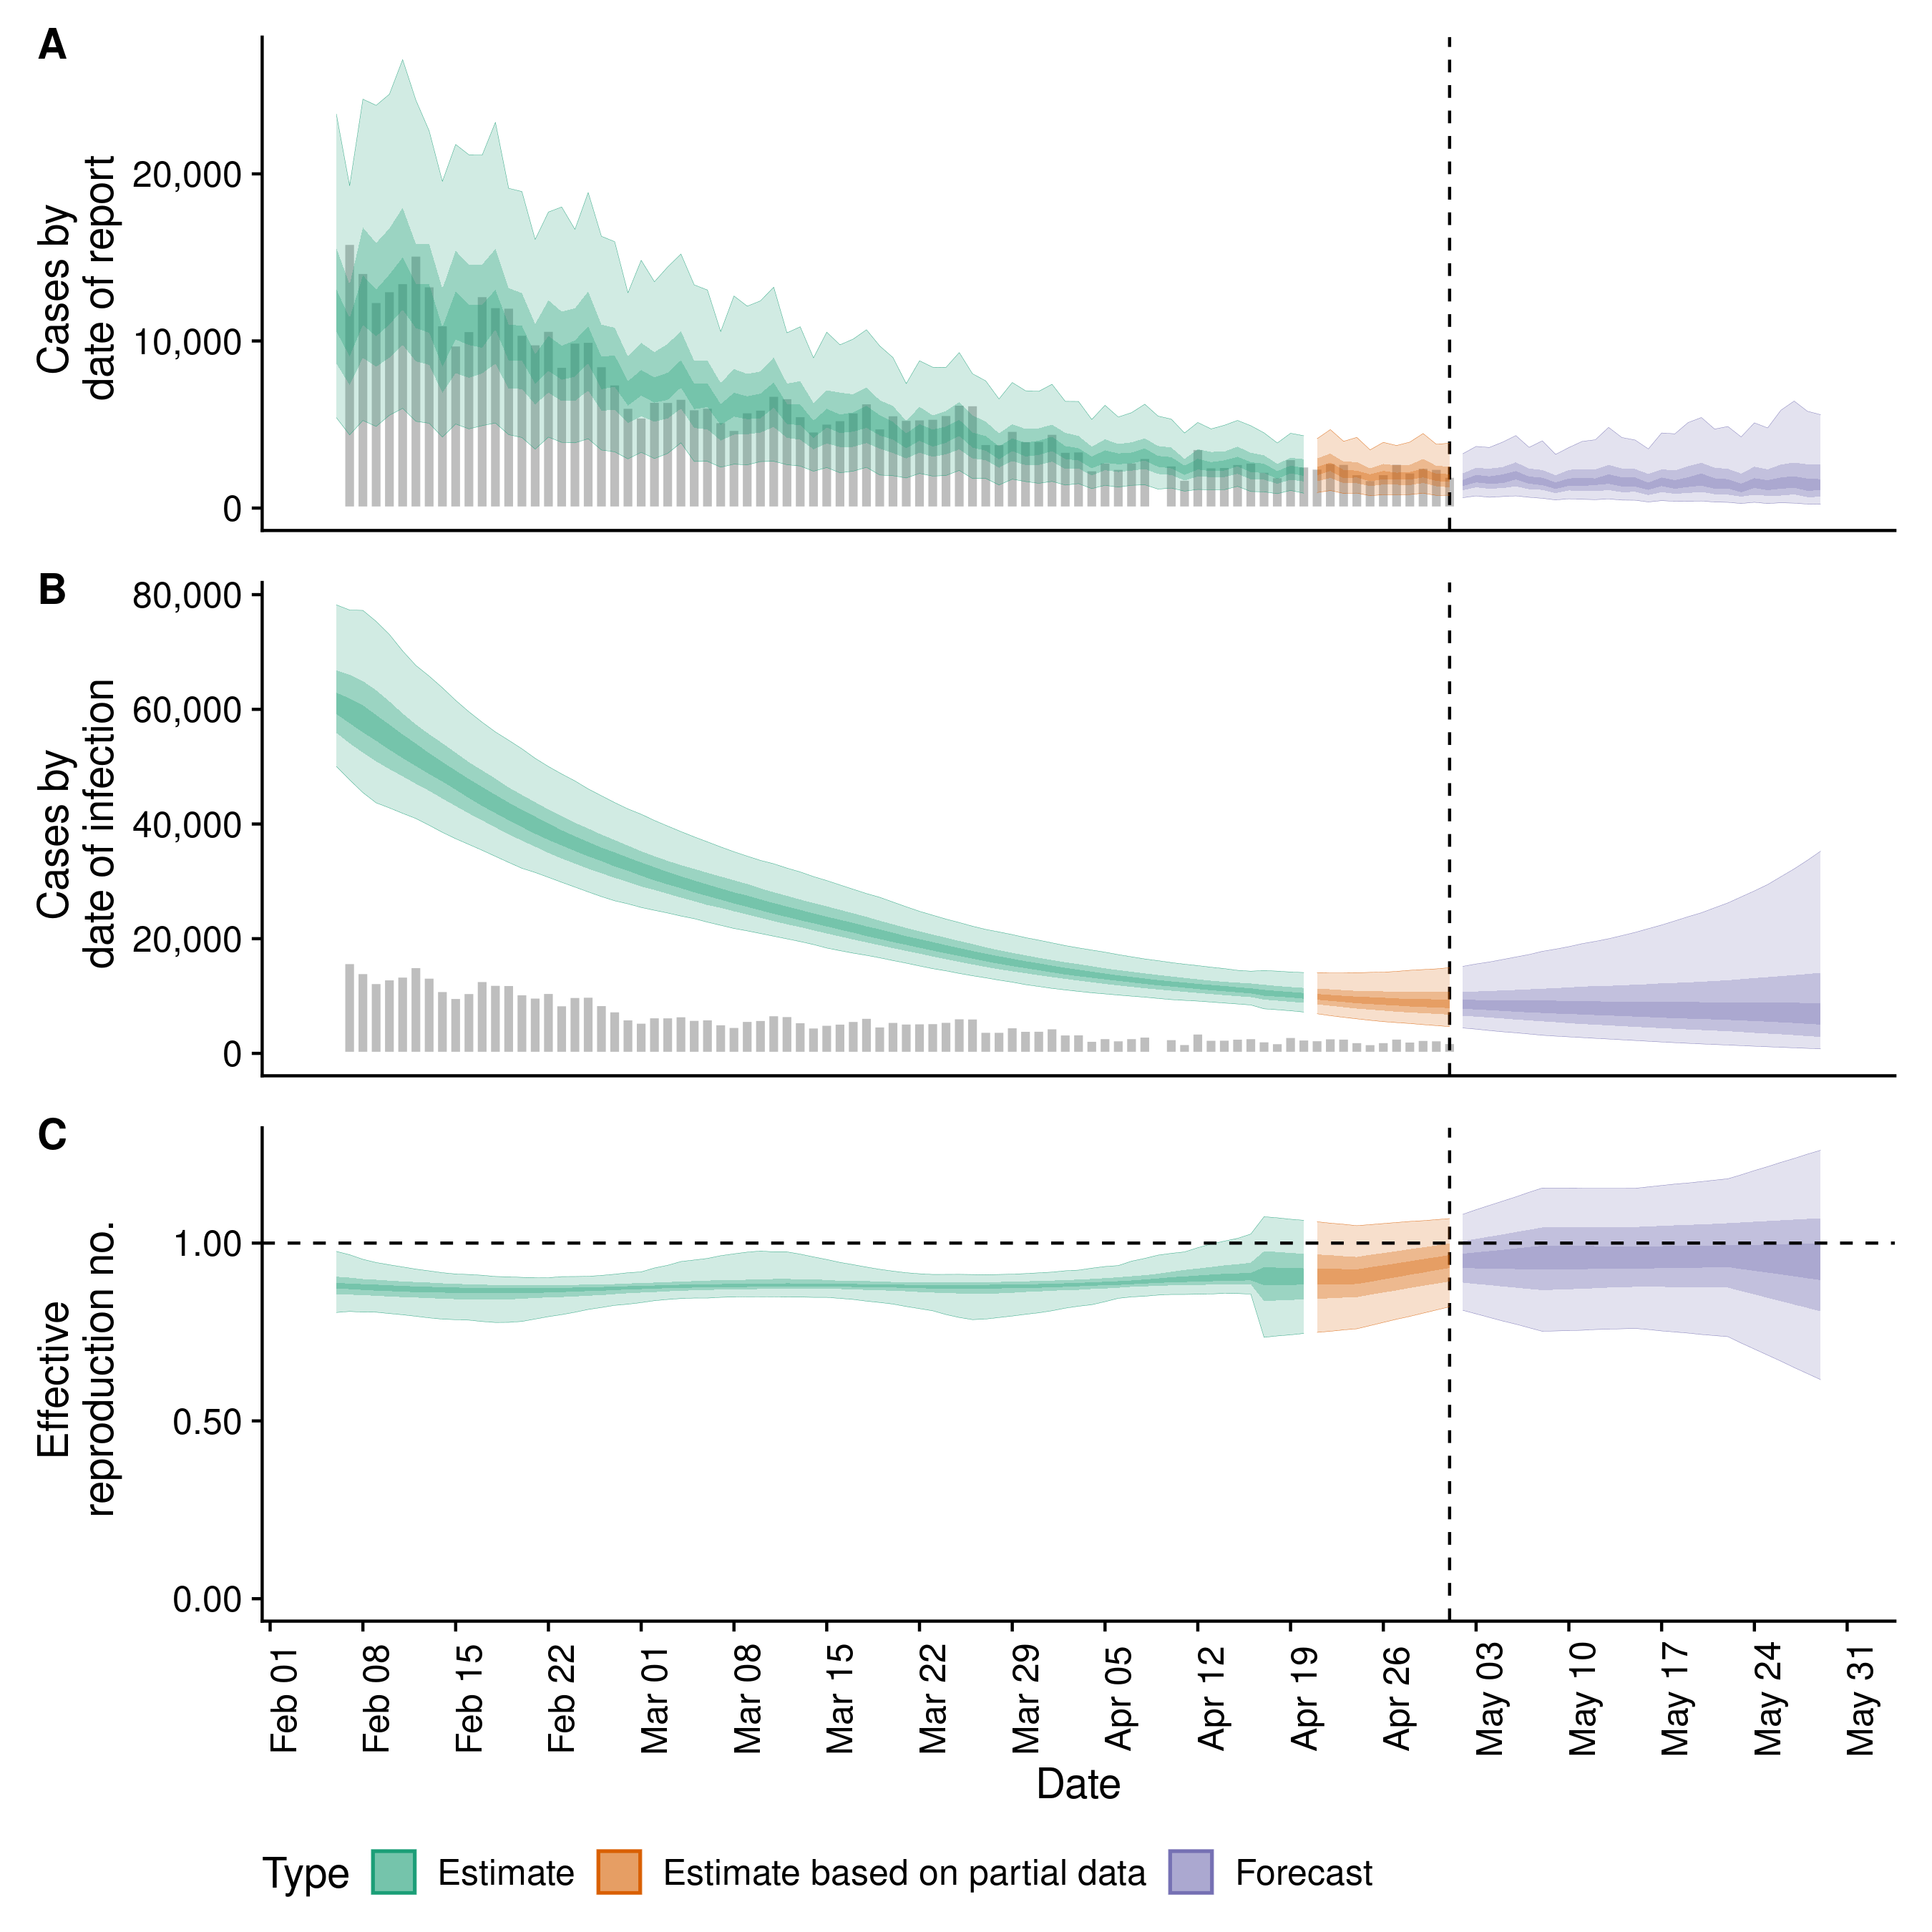 A
Cases by
date of report
20,000
10,000
0
B
Cases by
date of infection
80,000
60,000
40,000
20,000
0
C
Effective
reproduction no.
1.00
0.50
0.00
Feb 01
Feb 08
Feb 15
Feb 22
Mar 01
Mar 08
Mar 15
Mar 22
Mar 29
Apr 05
Apr 12
Apr 19
Apr 26
May 03
May 10
May 17
May 24
May 31
Date
Type Estimate Estimate based on partial data Forecast